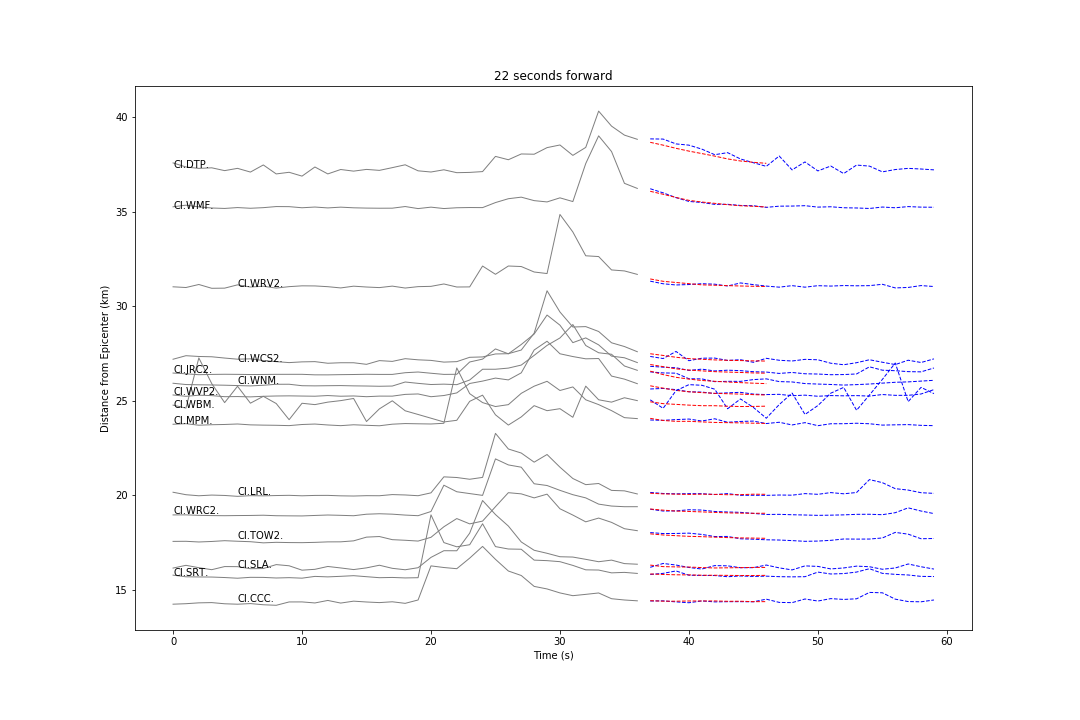 22 seconds forward
40
CI.DTP.
35
CI.WMF.
CI.WRV2.
30
CI.WCS2.
CI.JRC2.
CI.WNM.
CI.WVP2.
25
CI.WBM.
CI.MPM.
20
CI.LRL.
CI.WRC2.
CI.TOW2.
CI.SLA.
CI.SRT.
15
CI.CCC.
Distance from Epicenter (km)
0 10 20 30 40 50 60
Time (s)